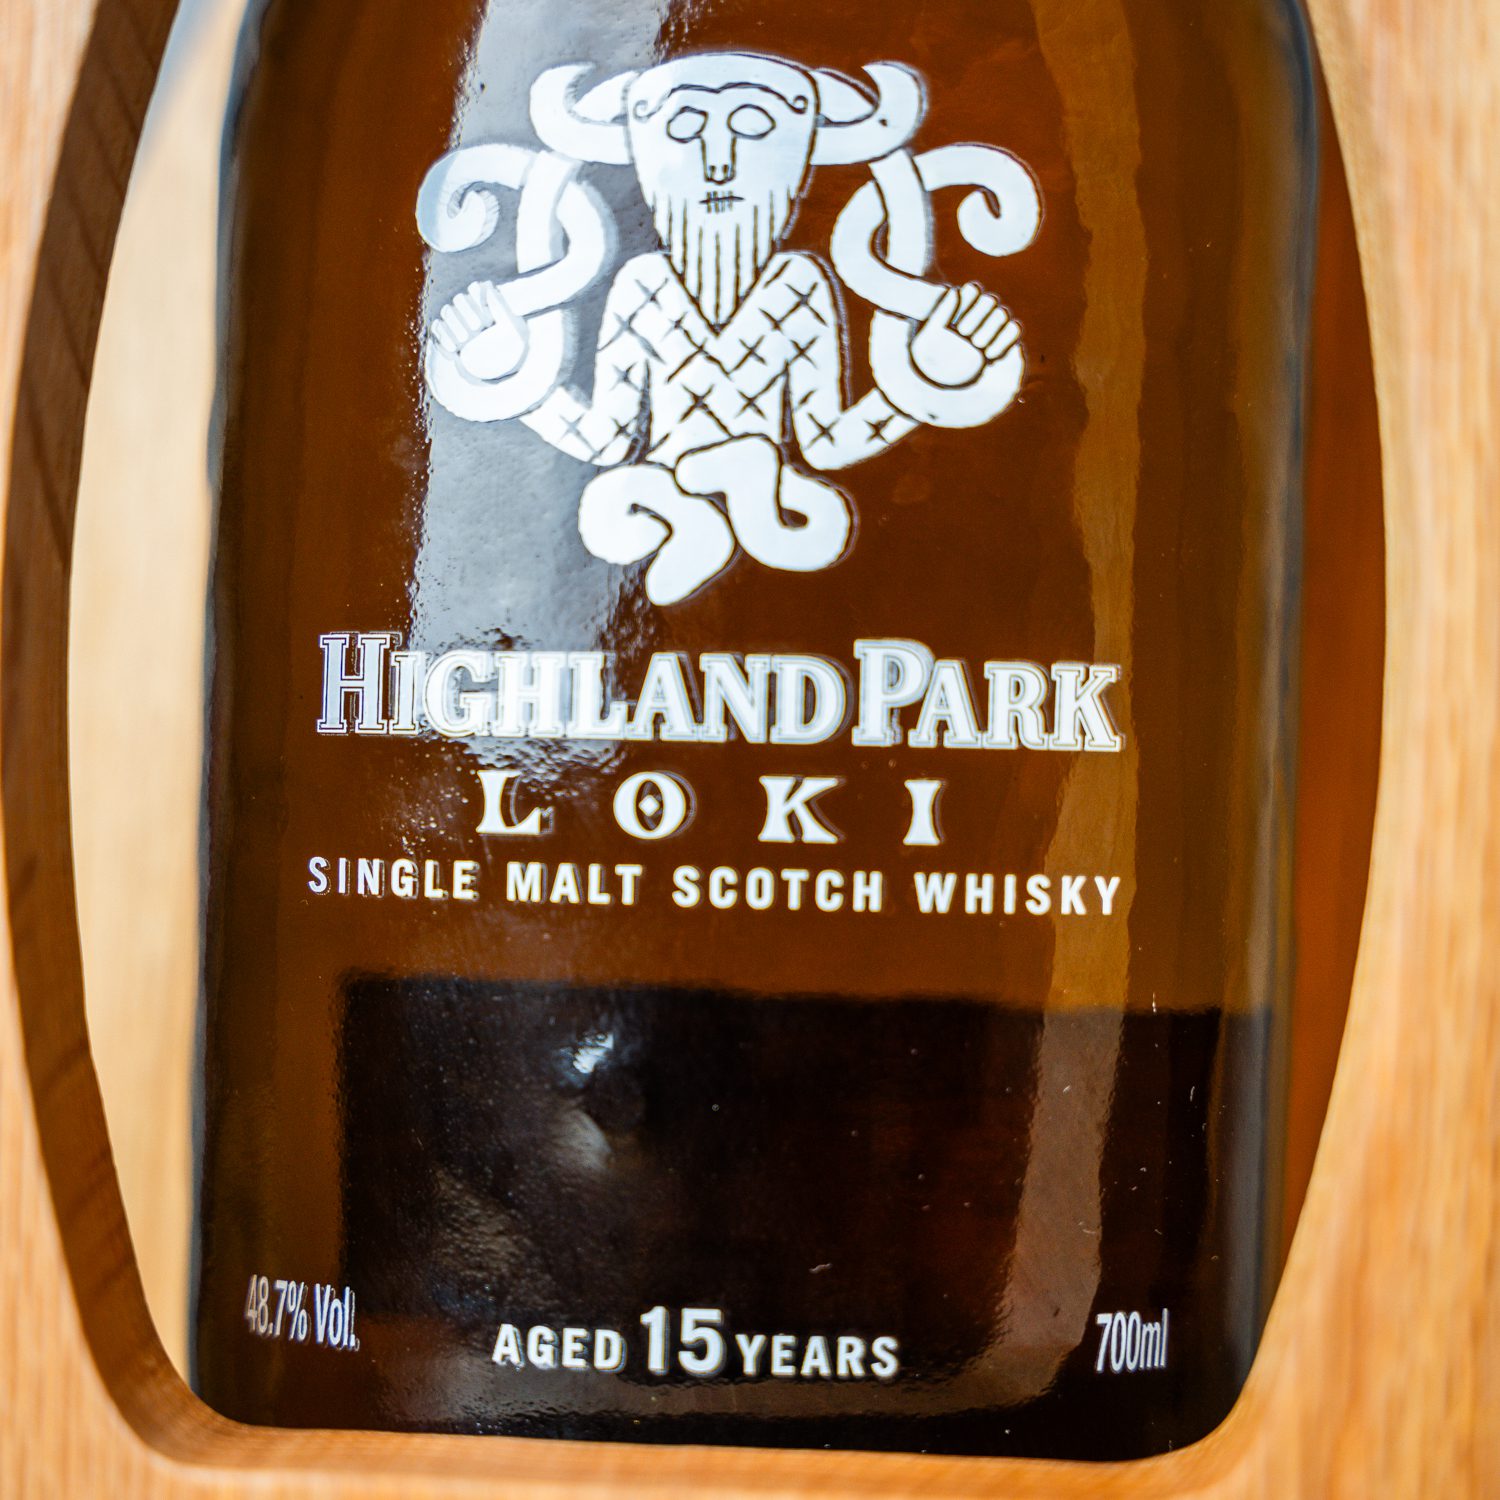 HIGHLAND PARK
LOKI
SINGLE MALT SCOTCH WHISKY
48.7% Vol.
AGED 15 YEARS
700ml